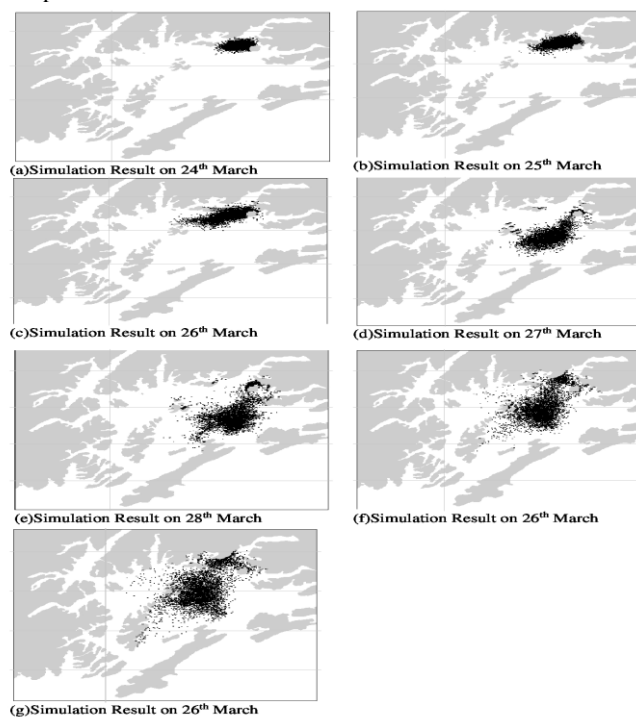 (a)Simulation Result on 24th March
(b)Simulation Result on 25th March
(c)Simulation Result on 26th March
(d)Simulation Result on 27th March
(e)Simulation Result on 28th March
(f)Simulation Result on 26th March
(g)Simulation Result on 26th March